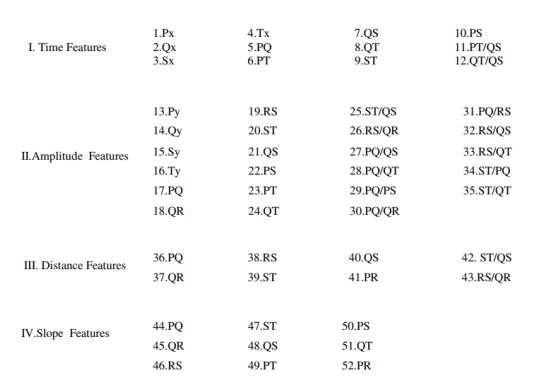 1.Px 4.Tx 7.QS 10.PS
I. Time Features 2.Qx 5.PQ 8.QT 11.PT/QS
3.Sx 6.PT 9.ST 12.QT/QS
13.Py 19.RS 25.ST/QS 31.PQ/RS
14.Qy 20.ST 26.RS/QR 32.RS/QS
II.Amplitude Features 15.Sy 21.QS 27.PQ/QS 33.RS/QT
16.Ty 22.PS 28.PQ/QT 34.ST/PQ
17.PQ 23.PT 29.PQ/PS 35.ST/QT
18.QR 24.QT 30.PQ/QR
III. Distance Features 36.PQ 38.RS 40.QS 42. ST/QS
37.QR 39.ST 41.PR 43.RS/QR
IV.Slope Features 44.PQ 47.ST 50.PS
45.QR 48.QS 51.QT
46.RS 49.PT 52.PR